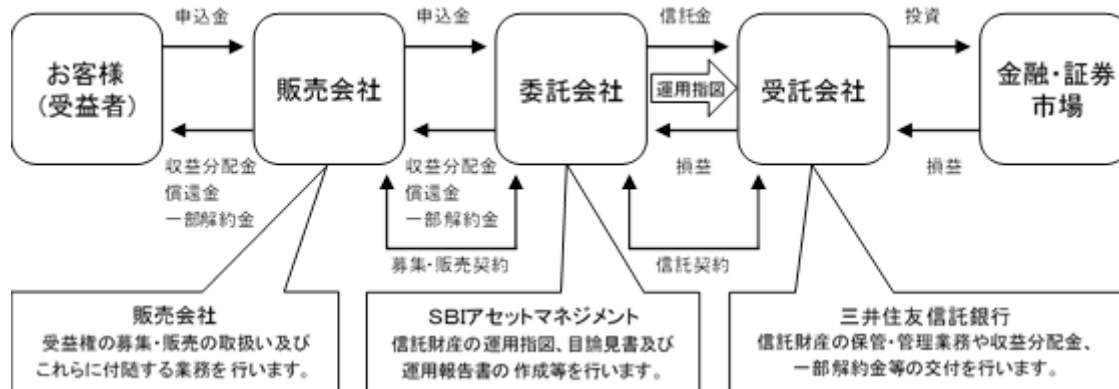 申込金
申込金
信託金
投資
お客様
（受益者）
販売会社
委託会社
運用指図
受託会社
金融・証券
市場
収益分配金
償還金
一部解約金
収益分配金
償還金
一部解約金
損益
損益
募集・販売契約
信託契約
販売会社
受益権の募集・販売の取扱い及び
これらに付随する業務を行います。
SBIアセットマネジメント
信託財産の運用指図、目論見書及び
運用報告書の作成等を行います。
三井住友信託銀行
信託財産の保管・管理業務や収益分配金、
一部解約金等の交付を行います。